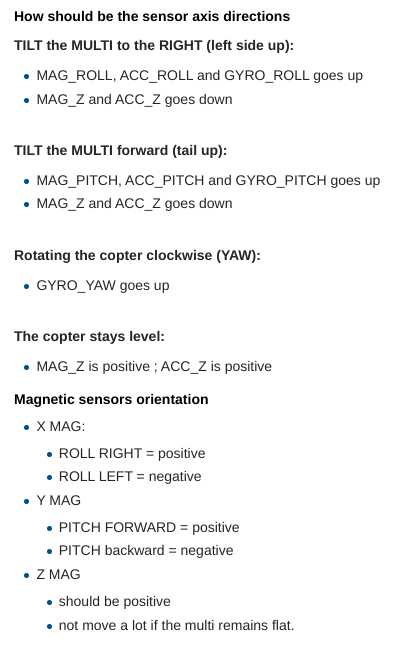 How should be the sensor axis directions
TILT the MULTI to the RIGHT (left side up):
MAG_ROLL, ACC_ROLL and GYRO_ROLL goes up
MAG_Z and ACC_Z goes down
TILT the MULTI forward (tail up):
MAG_PITCH, ACC_PITCH and GYRO_PITCH goes up
MAG_Z and ACC_Z goes down
Rotating the copter clockwise (YAW):
GYRO_YAW goes up
The copter stays level:
MAG_Z is positive ; ACC_Z is positive
Magnetic sensors orientation
X MAG:
ROLL RIGHT = positive
ROLL LEFT = negative
Y MAG
PITCH FORWARD = positive
PITCH backward = negative
Z MAG
should be positive
not move a lot if the multi remains flat.